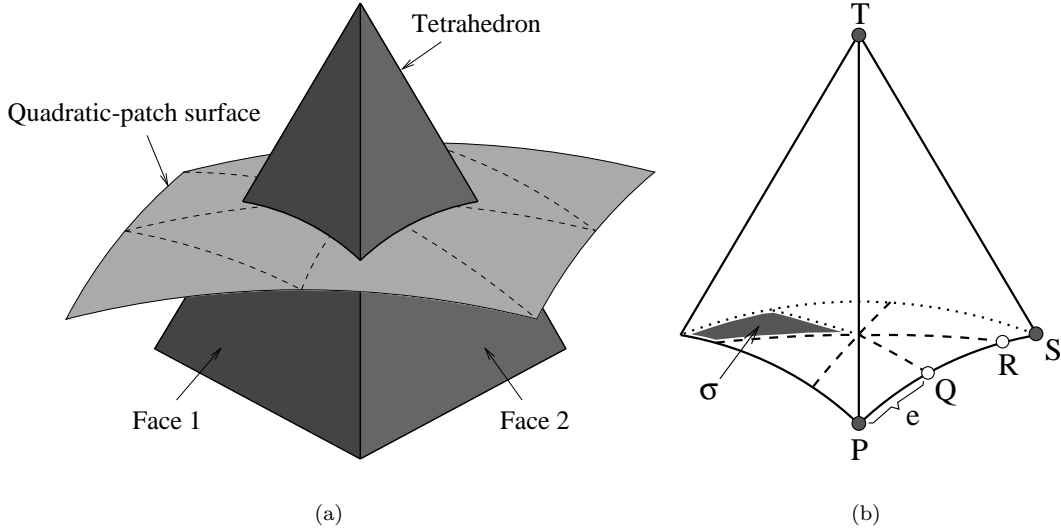 Tetrahedron
Quadratic-patch surface
Face 1
Face 2
(a)
T
σ
S
R
Q
e
P
(b)